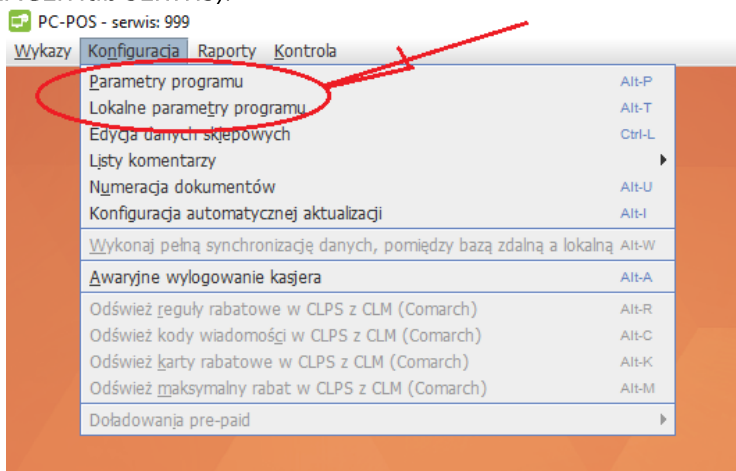 PC-POS - serwis: 999
Wykazy Konfiguracja Raporty Kontrola
Parametry programu Alt-P
Lokalne parametry programu Alt-T
Edycja danych sklepowych Ctrl-L
Listy komentarzy
Numeracja dokumentów Alt-U
Konfiguracja automatycznej aktualizacji Alt-I
Wykonaj pełną synchronizację danych, pomiędzy bazą zdalną a lokalną Alt-W
Awaryjne wylogowanie kasjera Alt-A
Odśwież reguły rabatowe w CLPS z CLM (Comarch) Alt-R
Odśwież kody wiadomości w CLPS z CLM (Comarch) Alt-C
Odśwież karty rabatowe w CLPS z CLM (Comarch) Alt-K
Odśwież maksymalny rabat w CLPS z CLM (Comarch) Alt-M
Doładowania pre-paid